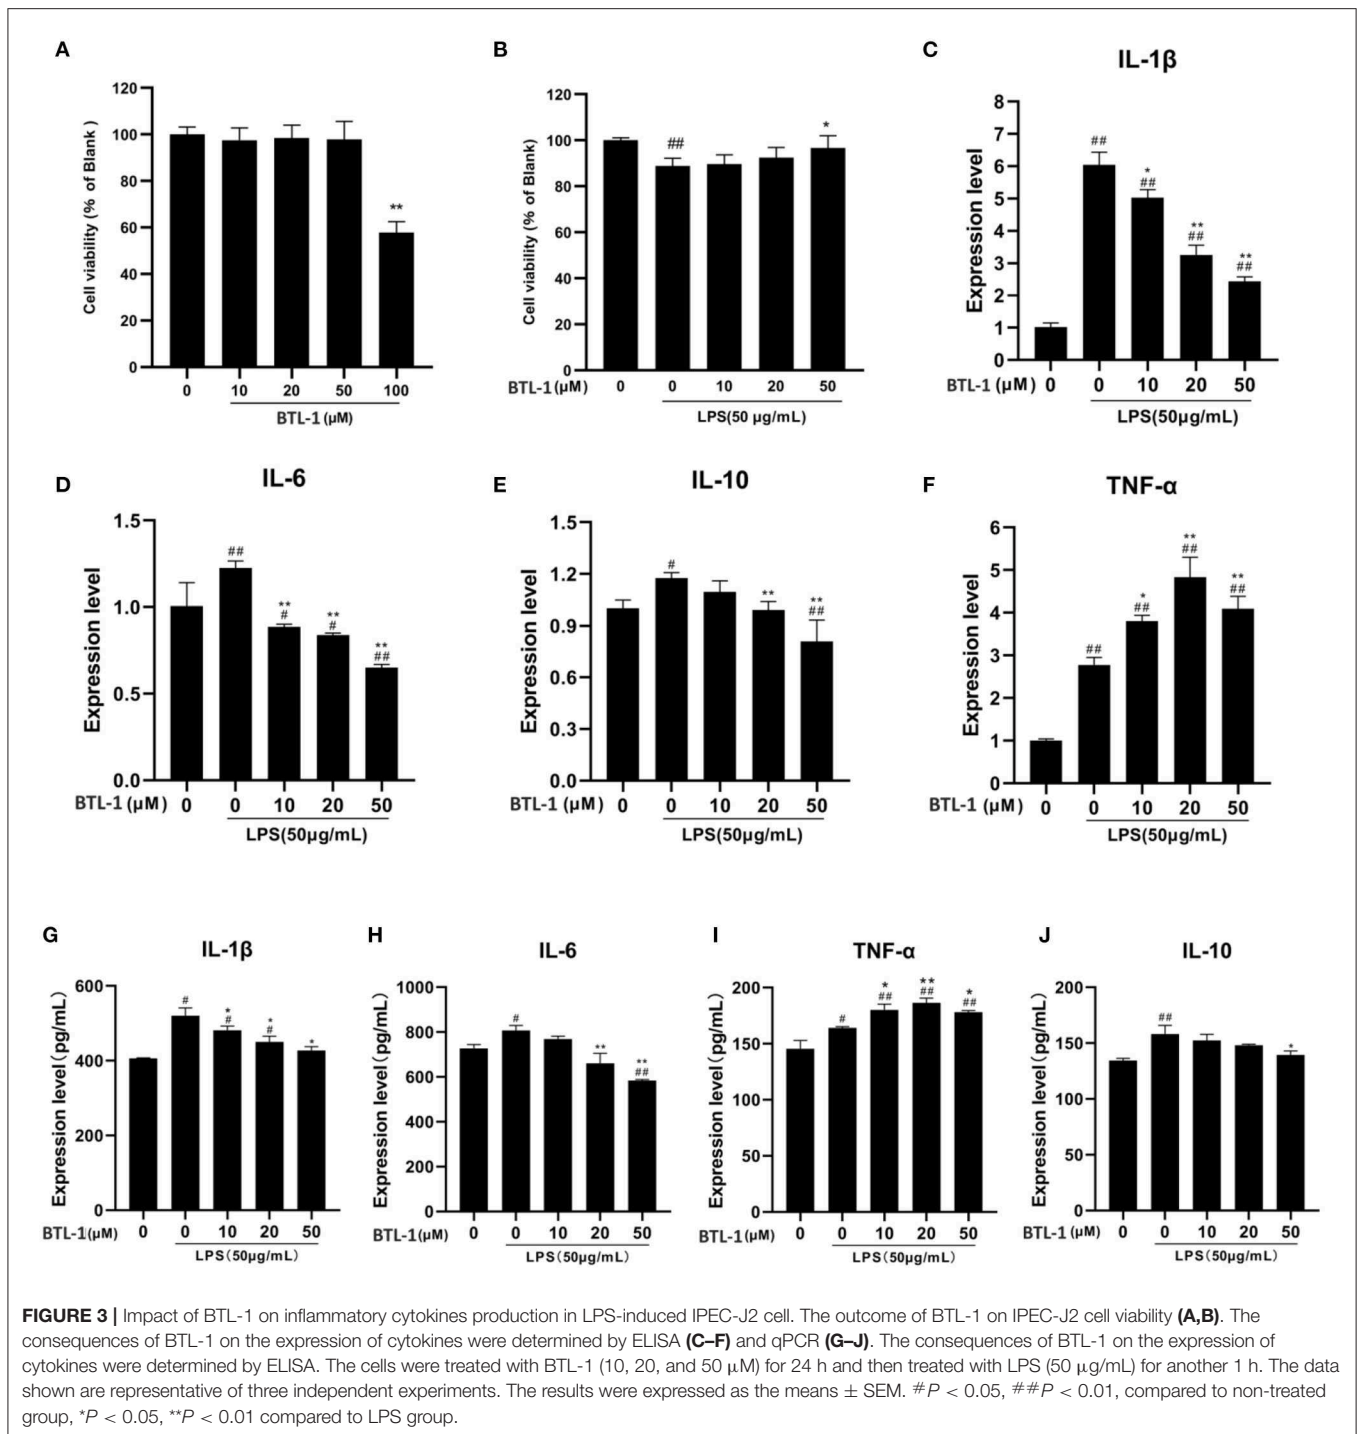 A
Cell viability (% of Blank )
120
100
80
60
40
20
0
**
0 10 20 50 100
BTL-1 (μM)
B
Cell viability (% of Blank)
120
100
80
60
40
20
0
##
*
BTL-1(μM) 0 0 10 20 50
LPS(50 μg/mL)
C
IL-1β
Expression level
8
7
6
5
4
3
2
1
0
##
*
##
**
##
**
##
BTL-1 (μM) 0 0 10 20 50
LPS(50μg/mL)
D
IL-6
Expression level
1.5
1.0
0.5
0.0
##
**
#
**
#
**
##
BTL-1 (μM) 0 0 10 20 50
LPS(50μg/mL)
E
IL-10
Expression level
1.5
1.2
0.9
0.6
0.3
0.0
#
**
**
##
BTL-1 (μM) 0 0 10 20 50
LPS(50μg/mL)
F
TNF-α
Expression level
6
5
4
3
2
1
0
##
*
##
**
##
**
##
BTL-1 (μM) 0 0 10 20 50
LPS(50μg/mL)
G
IL-1β
Expression level(pg/mL)
600
400
200
0
#
*
#
*
#
*
BTL-1(μM) 0 0 10 20 50
LPS(50μg/mL)
H
IL-6
Expression level(pg/mL)
1000
800
600
400
200
0
#
**
**
##
BTL-1(μM) 0 0 10 20 50
LPS(50μg/mL)
I
TNF-α
Expression level(pg/mL)
200
150
100
50
0
#
*
##
**
##
*
##
BTL-1(μM) 0 0 10 20 50
LPS(50μg/mL)
J
IL-10
Expression level(pg/mL)
200
150
100
50
0
##
*
BTL-1(μM) 0 0 10 20 50
LPS(50μg/mL)
FIGURE 3 | Impact of BTL-1 on inflammatory cytokines production in LPS-induced IPEC-J2 cell. The outcome of BTL-1 on IPEC-J2 cell viability (A,B). The
consequences of BTL-1 on the expression of cytokines were determined by ELISA (C–F) and qPCR (G–J). The consequences of BTL-1 on the expression of
cytokines were determined by ELISA. The cells were treated with BTL-1 (10, 20, and 50 μM) for 24 h and then treated with LPS (50 μg/mL) for another 1 h. The data
shown are representative of three independent experiments. The results were expressed as the means ± SEM. #P < 0.05, ##P < 0.01, compared to non-treated
group, *P < 0.05, **P < 0.01 compared to LPS group.